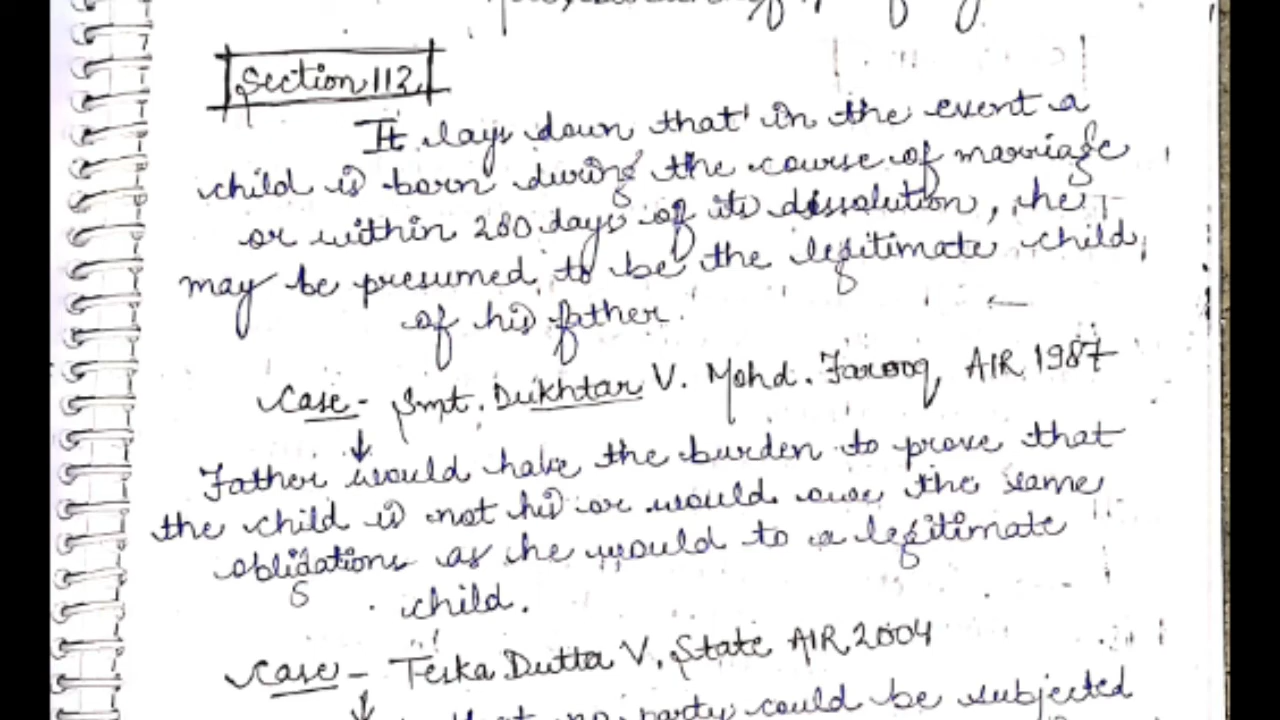 Section 112
It lays down that in the event a
child is born during the course of marriage
or within 280 days of its dissolution, he
may be presumed to be the legitimate child
of his father.
Case - Smt. Dukhtar V. Mohd. Farooq AIR 1987
Father would have the burden to prove that
the child is not his or would owe the same
obligations as he would to a legitimate
child.
Case - Teska Dutta V. State AIR 2004
that no party could be subjected